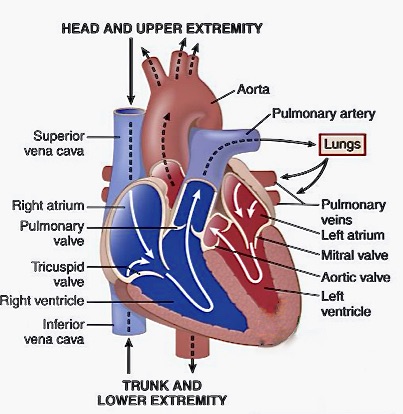 HEAD AND UPPER EXTREMITY
Aorta
Pulmonary artery
Lungs
Superior
vena cava
Right atrium
Pulmonary
valve
Tricuspid
valve
Right ventricle
Inferior
vena cava
Pulmonary
veins
Left atrium
Mitral valve
Aortic valve
Left
ventricle
TRUNK AND
LOWER EXTREMITY